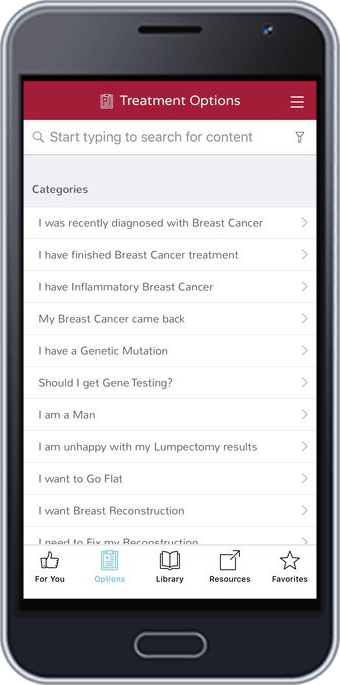 Treatment Options
Start typing to search for content
Categories
I was recently diagnosed with Breast Cancer
I have finished Breast Cancer treatment
I have Inflammatory Breast Cancer
My Breast Cancer came back
I have a Genetic Mutation
Should I get Gene Testing?
I am a Man
I am unhappy with my Lumpectomy results
I want to Go Flat
I want Breast Reconstruction
I need to Fix my Reconstruction
For You Options Library Resources Favorites